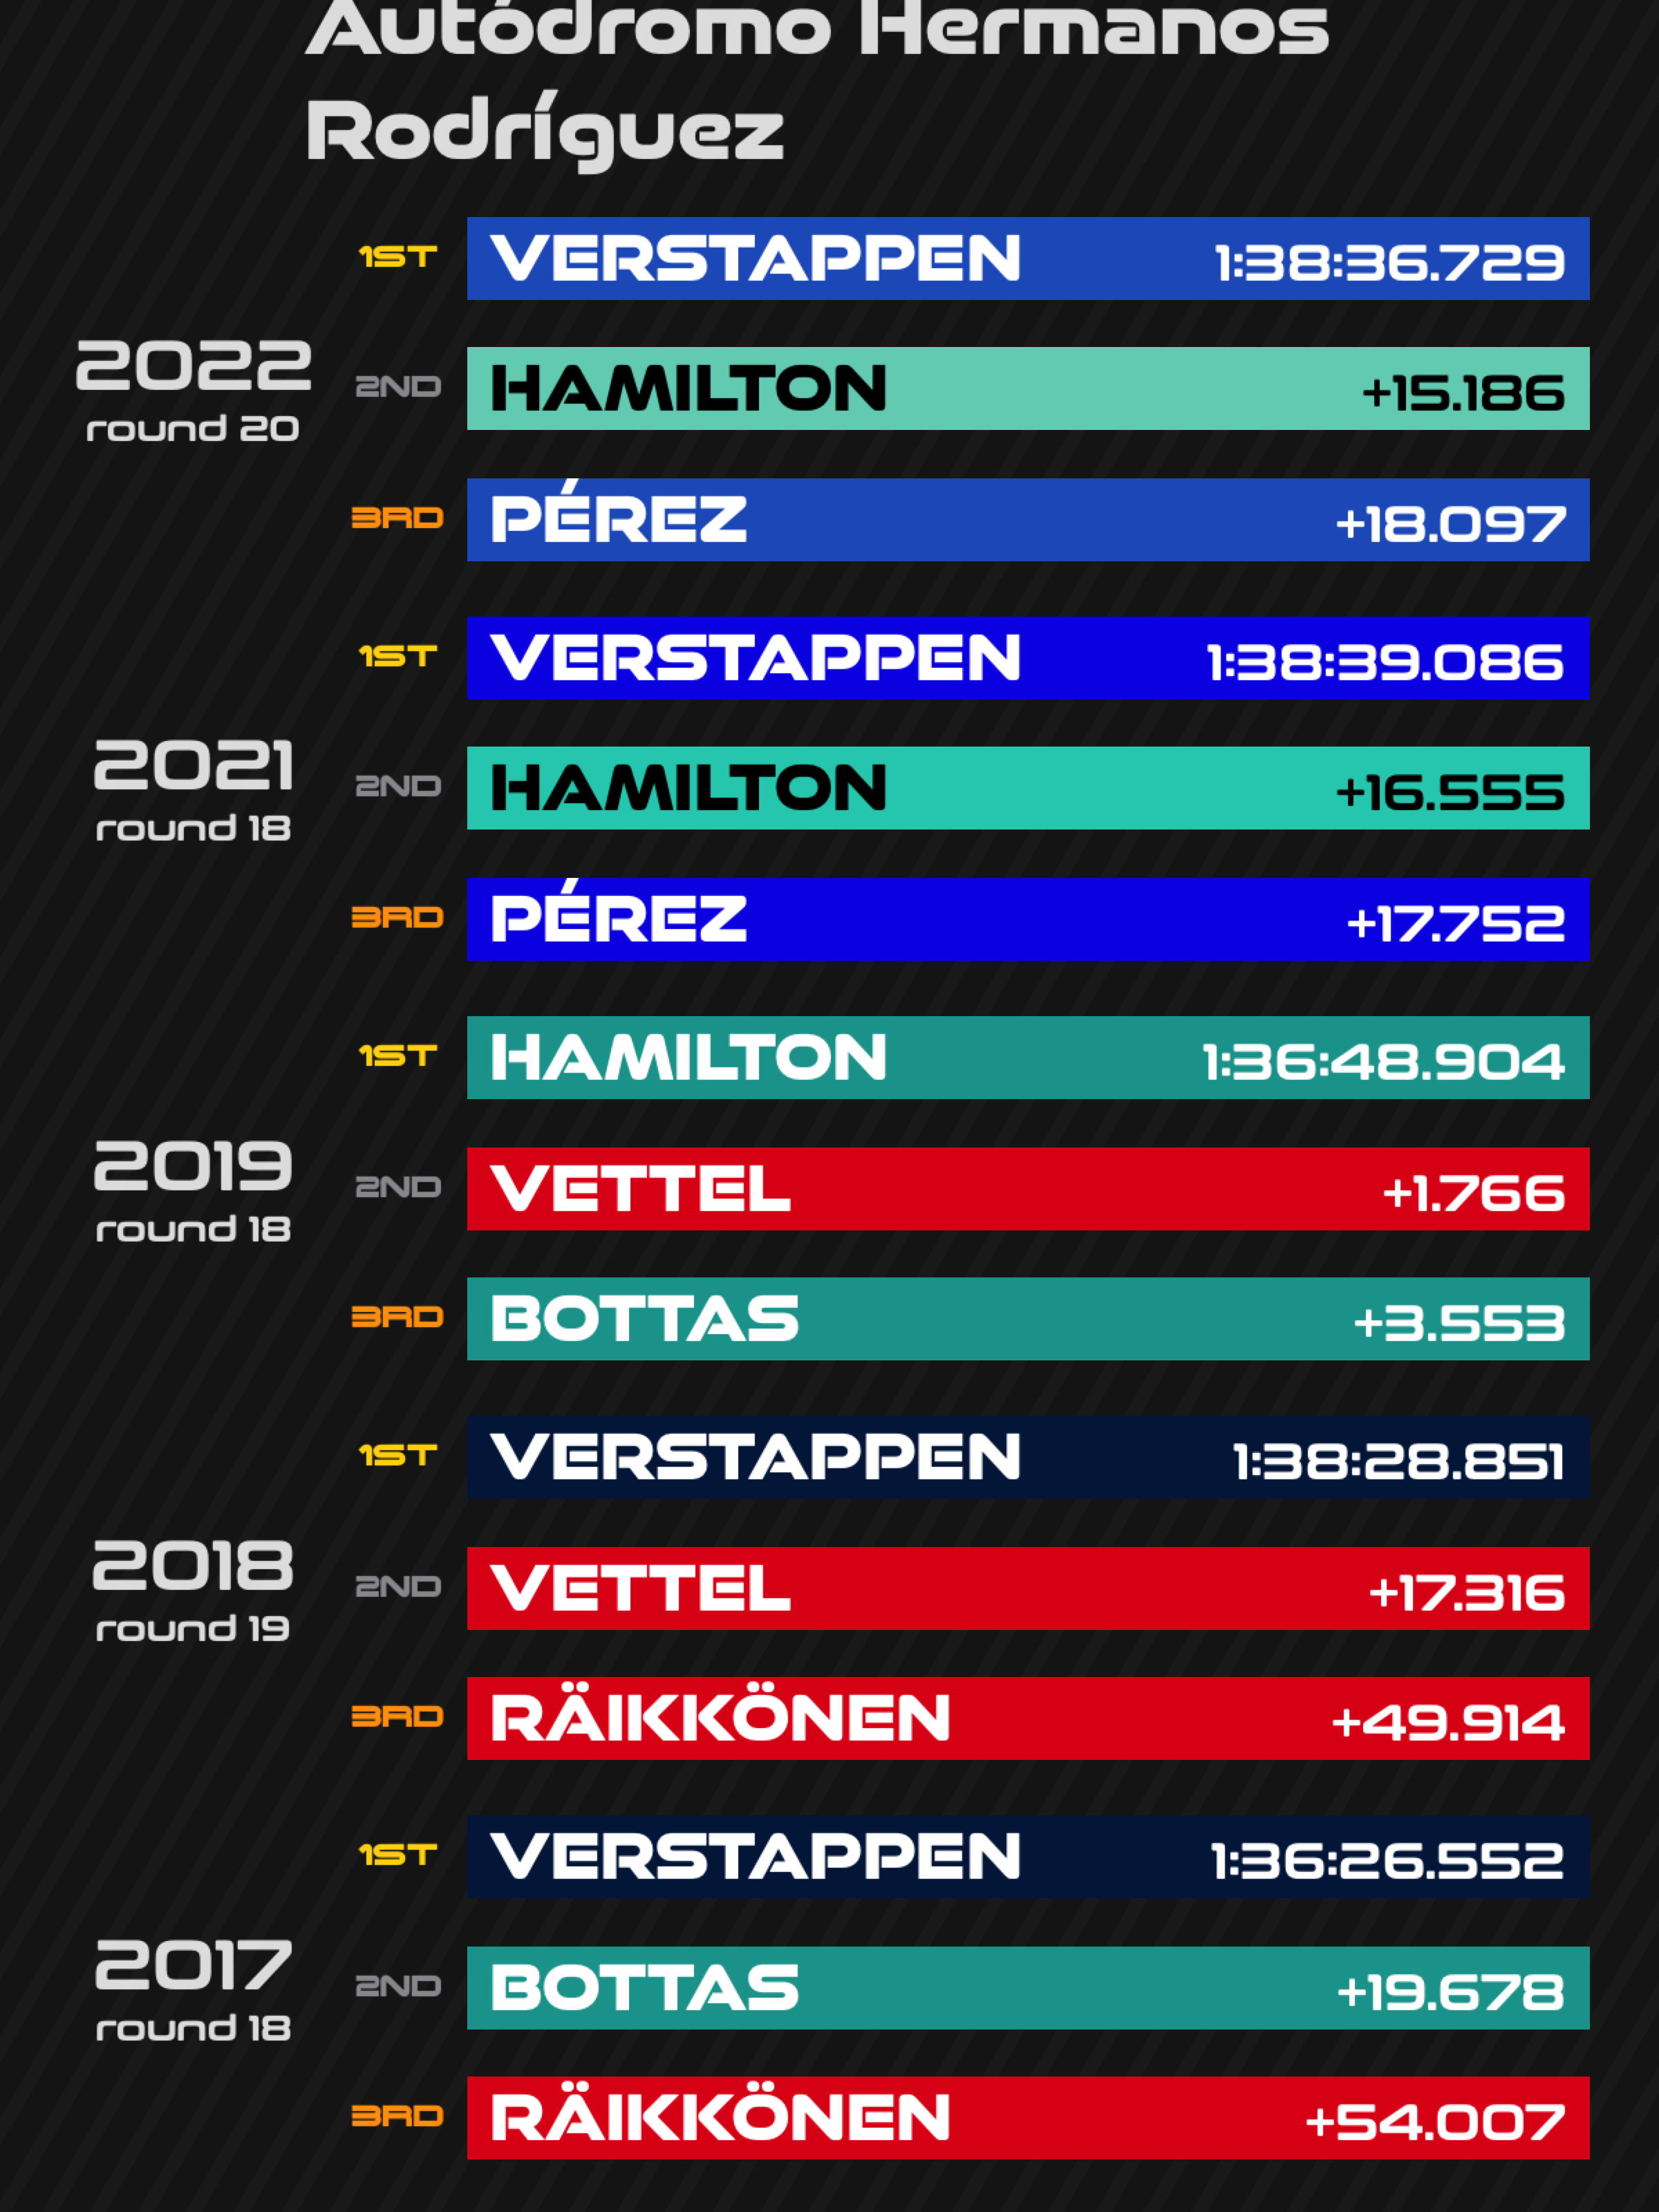 Autódromo Hermanos
Rodríguez
1ST VERSTAPPEN 1:38:36.729
2022
round 20
2ND HAMILTON +15.186
3RD PÉREZ +18.097
1ST VERSTAPPEN 1:38:39.086
2021
round 18
2ND HAMILTON +16.555
3RD PÉREZ +17.752
1ST HAMILTON 1:36:48.904
2019
round 18
2ND VETTEL +1.766
3RD BOTTAS +3.553
1ST VERSTAPPEN 1:38:28.851
2018
round 19
2ND VETTEL +17.316
3RD RÄIKKÖNEN +49.914
1ST VERSTAPPEN 1:36:26.552
2017
round 18
2ND BOTTAS +19.678
3RD RÄIKKÖNEN +54.007